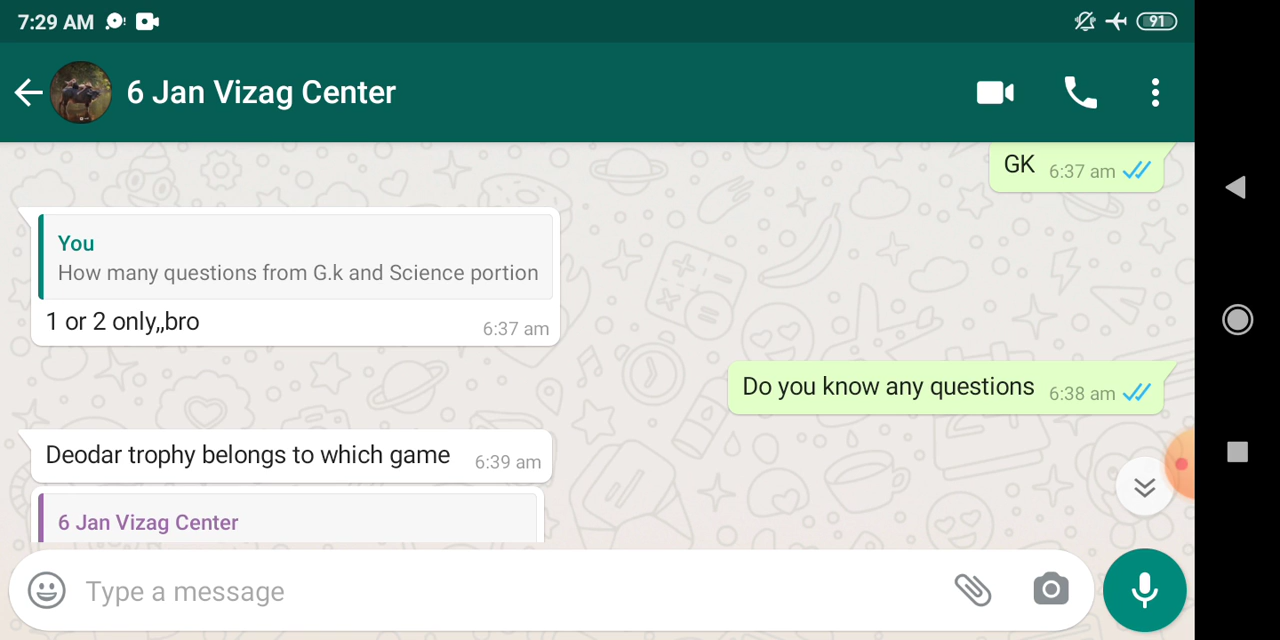 7:29 AM
91
6 Jan Vizag Center
GK 6:37 am
You
How many questions from G.k and Science portion
1 or 2 only,,bro 6:37 am
Do you know any questions 6:38 am
Deodar trophy belongs to which game 6:39 am
6 Jan Vizag Center
Type a message